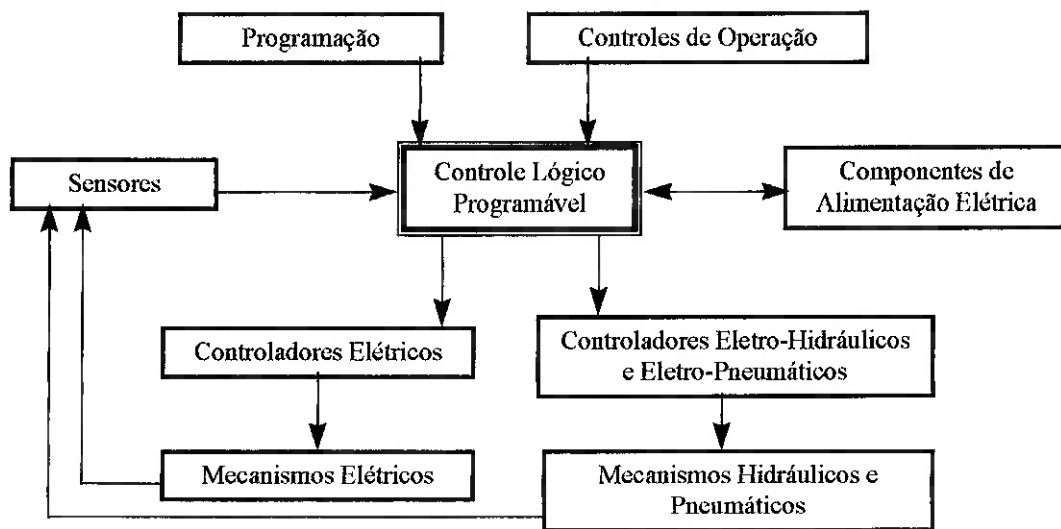 Programação
Controles de Operação
Sensores
Controle Lógico
Programável
Componentes de
Alimentação Elétrica
Controladores Elétricos
Controladores Eletro-Hidráulicos
e Eletro-Pneumáticos
Mecanismos Elétricos
Mecanismos Hidráulicos e
Pneumáticos